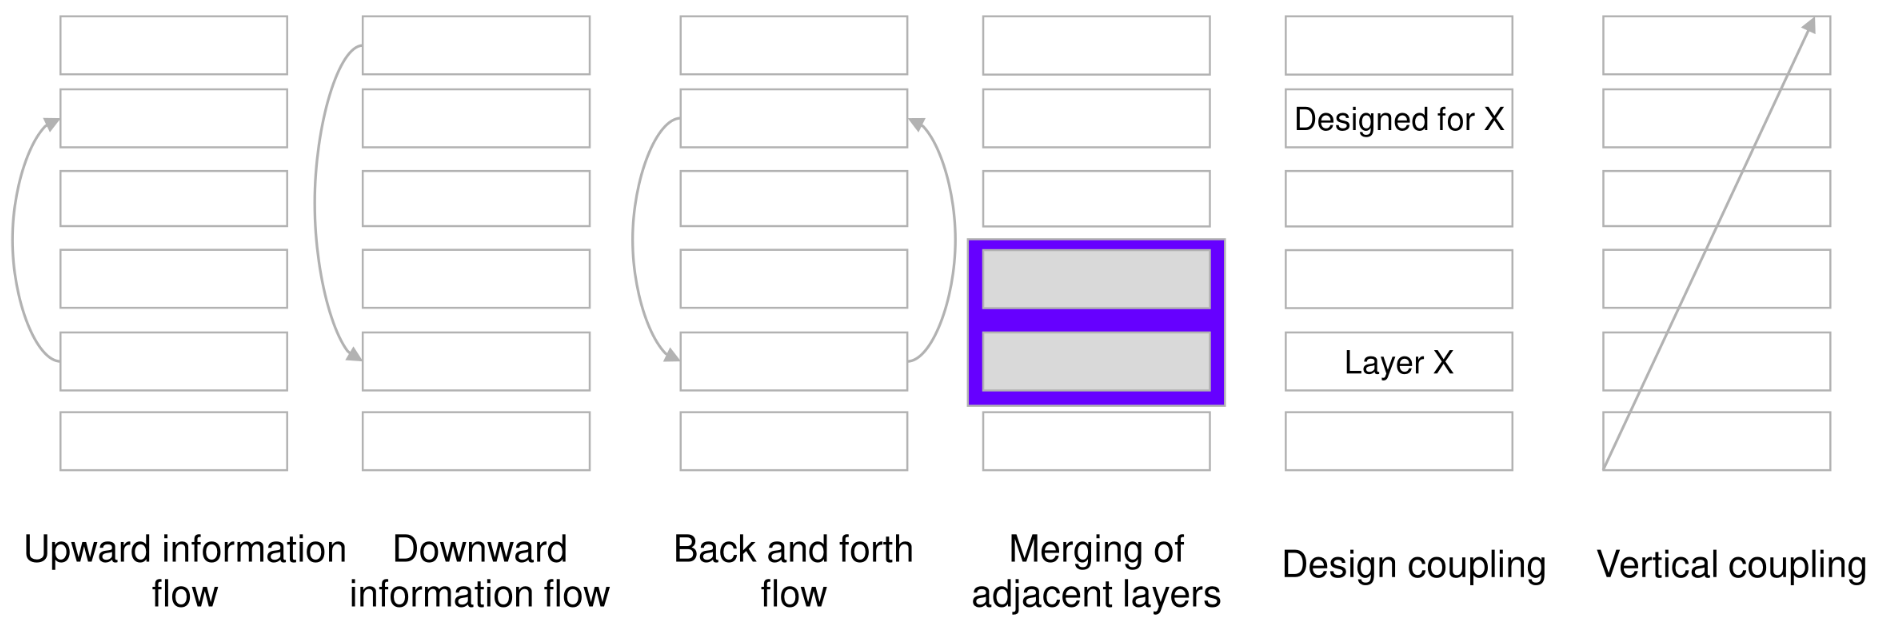 Designed for X
Layer X
Upward information
flow
Downward
information flow
Back and forth
flow
Merging of
adjacent layers
Design coupling
Vertical coupling